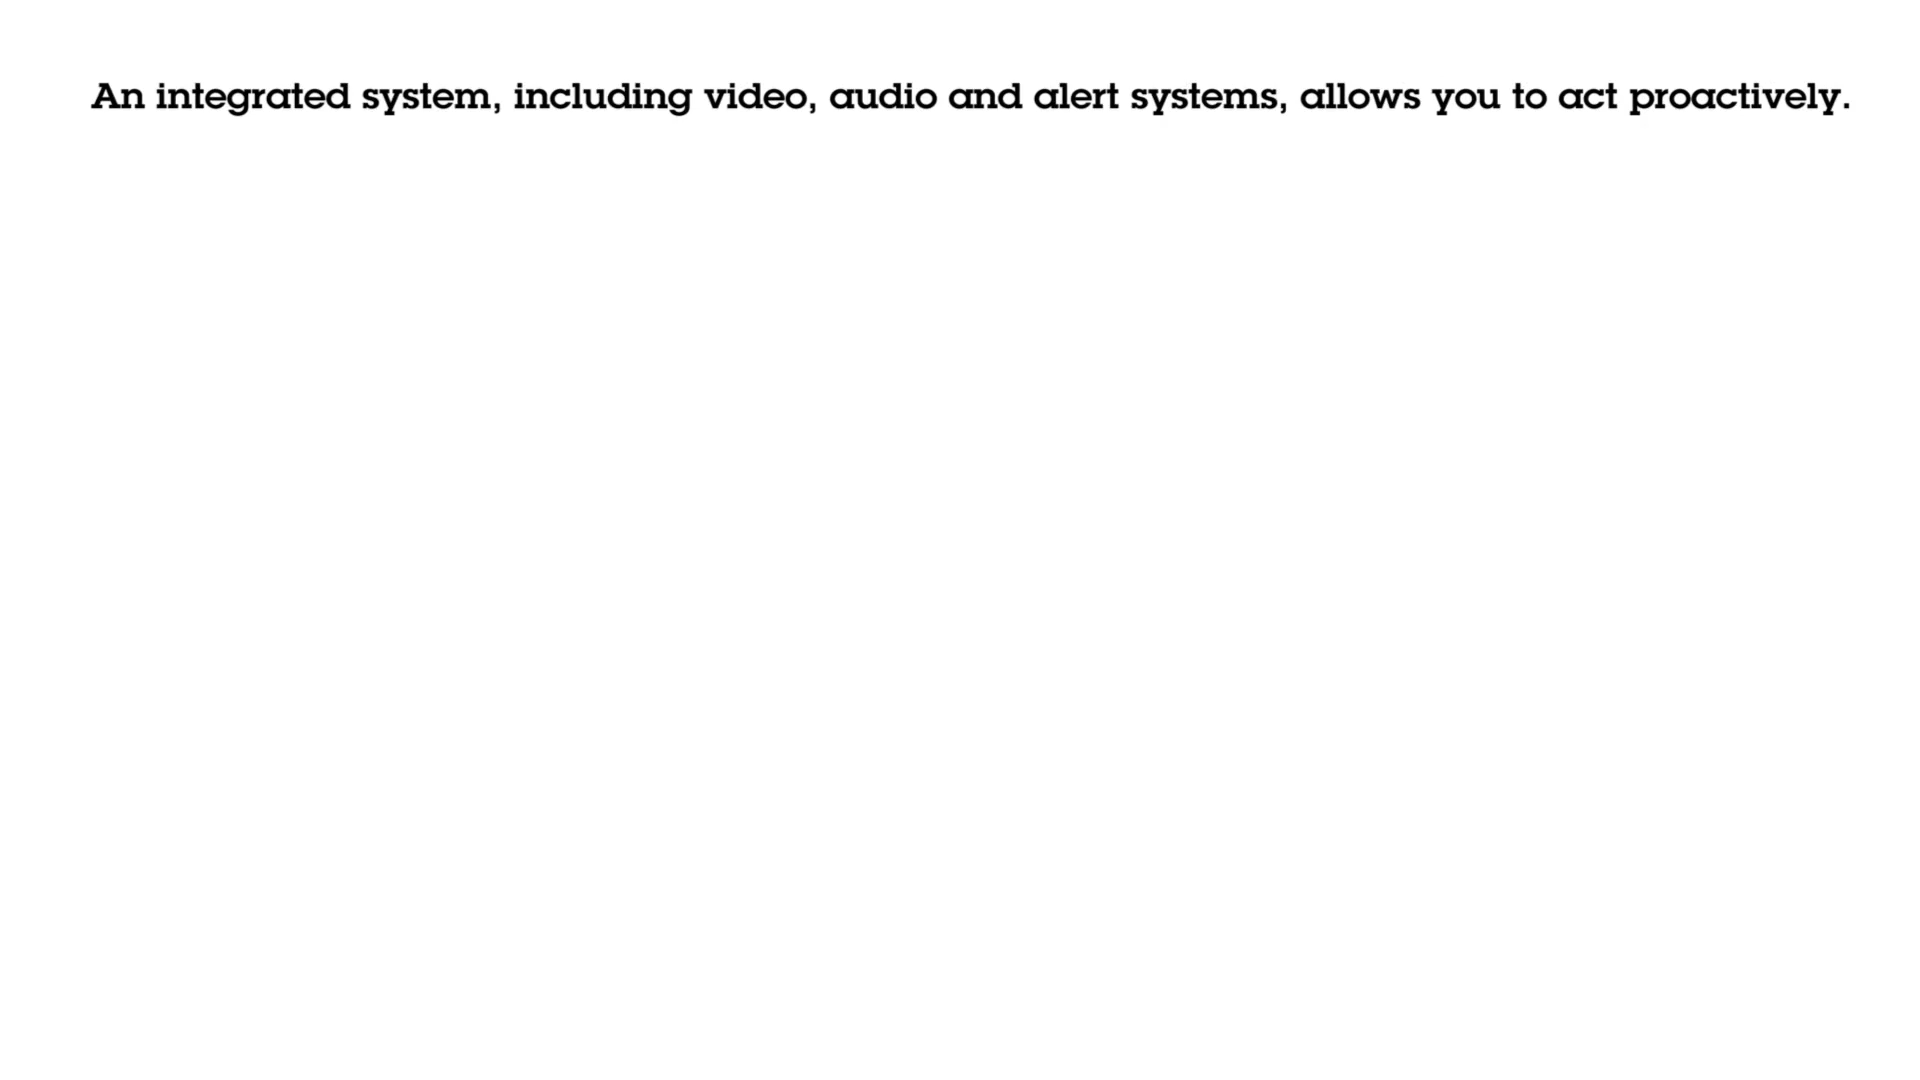 An integrated system, including video, audio and alert systems, allows you to act proactively.